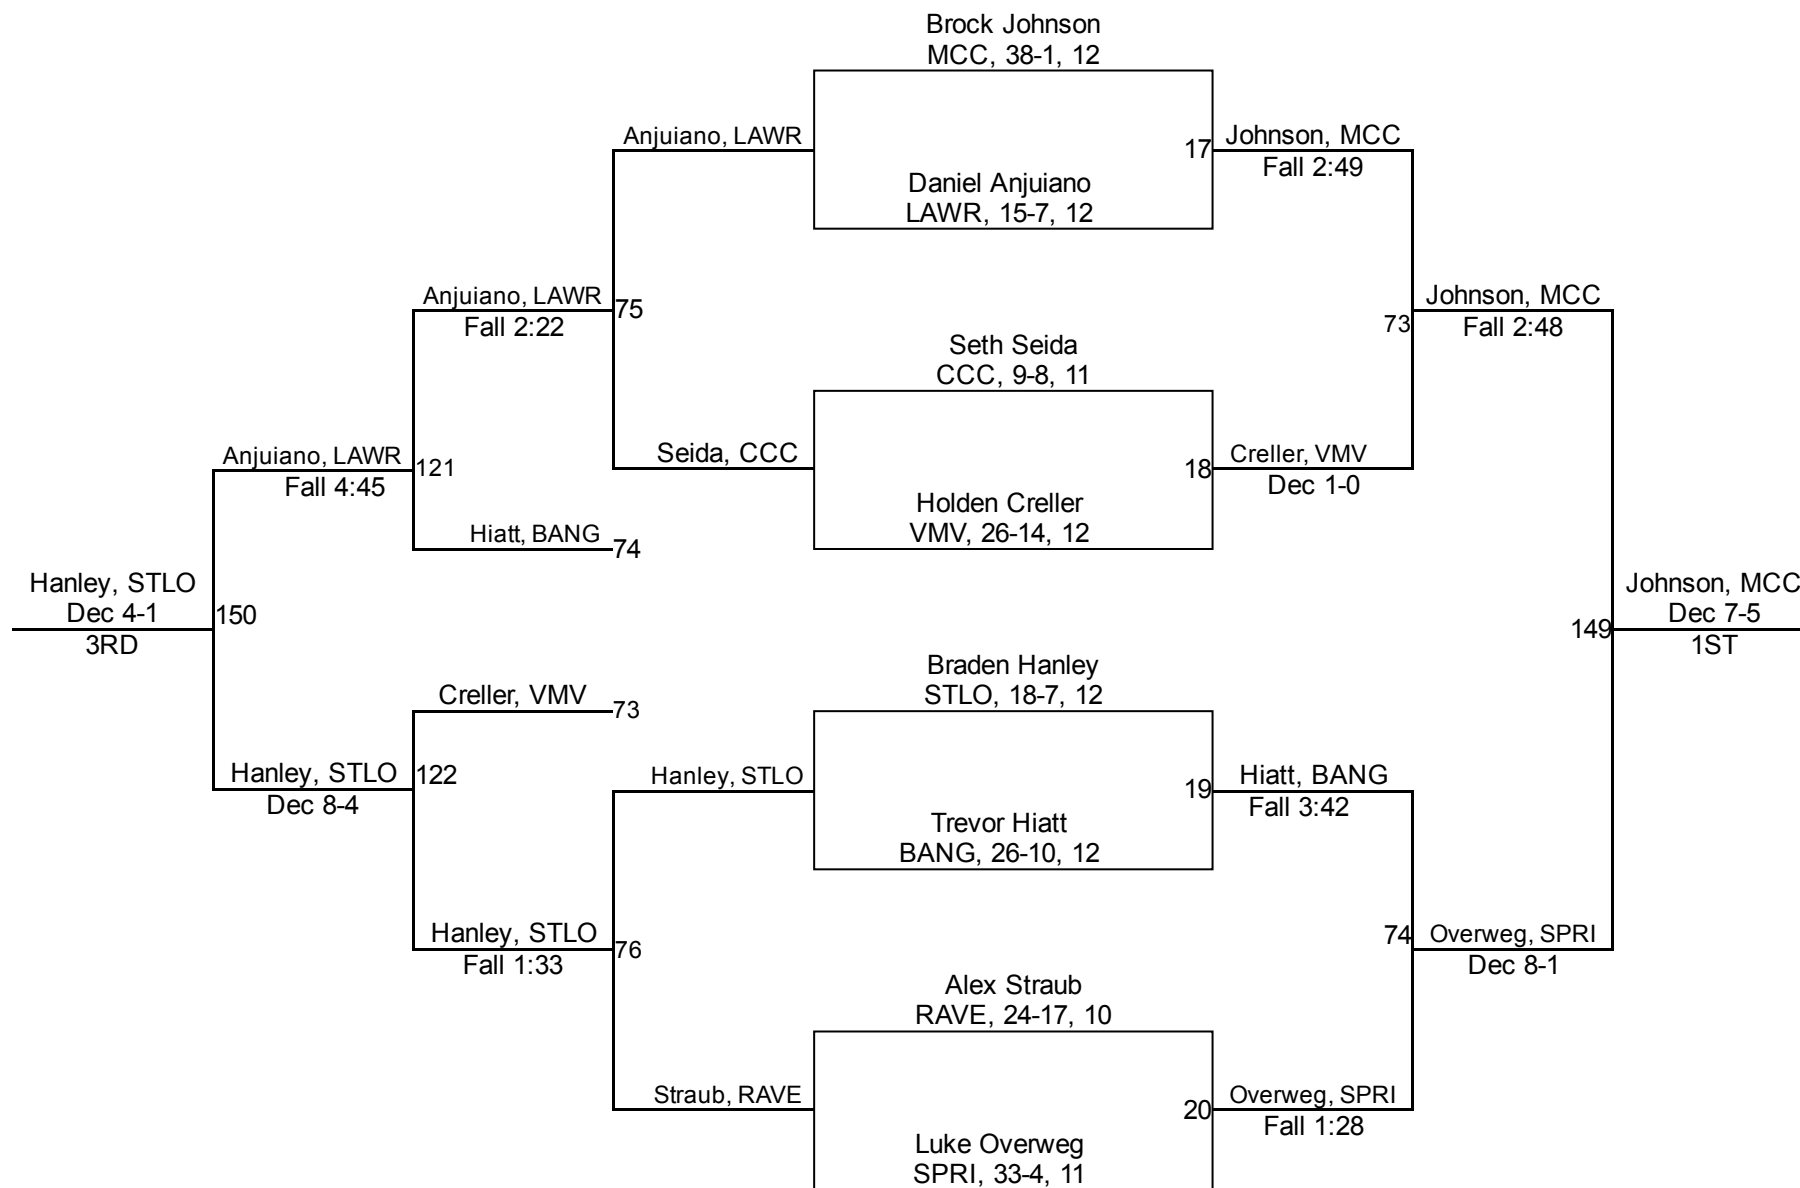 Brock Johnson
MCC, 38-1, 12
Anjuiano, LAWR
17
Johnson, MCC
Fall 2:49
Daniel Anjuiano
LAWR, 15-7, 12
Anjuiano, LAWR
Fall 2:22
75
Johnson, MCC
Fall 2:48
73
Seth Seida
CCC, 9-8, 11
Anjuiano, LAWR
Fall 4:45
121
Seida, CCC
18
Creller, VMV
Dec 1-0
Holden Creller
VMV, 26-14, 12
Hiatt, BANG
74
Hanley, STLO
Dec 4-1
3RD
150
149
Johnson, MCC
Dec 7-5
1ST
Braden Hanley
STLO, 18-7, 12
Creller, VMV
73
Hanley, STLO
Dec 8-4
122
Hanley, STLO
19
Hiatt, BANG
Fall 3:42
Trevor Hiatt
BANG, 26-10, 12
Hanley, STLO
Fall 1:33
76
74
Overweg, SPRI
Dec 8-1
Alex Straub
RAVE, 24-17, 10
Straub, RAVE
20
Overweg, SPRI
Fall 1:28
Luke Overweg
SPRI, 33-4, 11